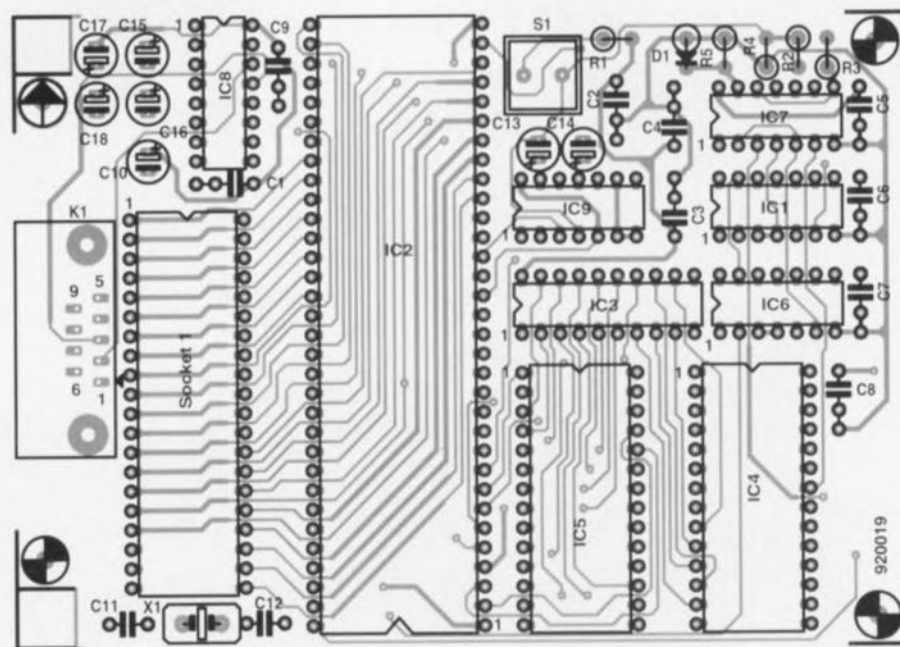 C17
C15
1
C9
S1
D1
R5
R4
R2
R3
R1
IC8
C2
C5
C18
C16
C13
C14
C4
IC7
1
C10
C1
K1
1
IC9
C3
IC1
C6
1
1
IC2
5
9
IC3
IC6
C7
1
1
Socket 1
6
1
1
1
C8
IC5
IC4
920019
C11
X1
C12
1